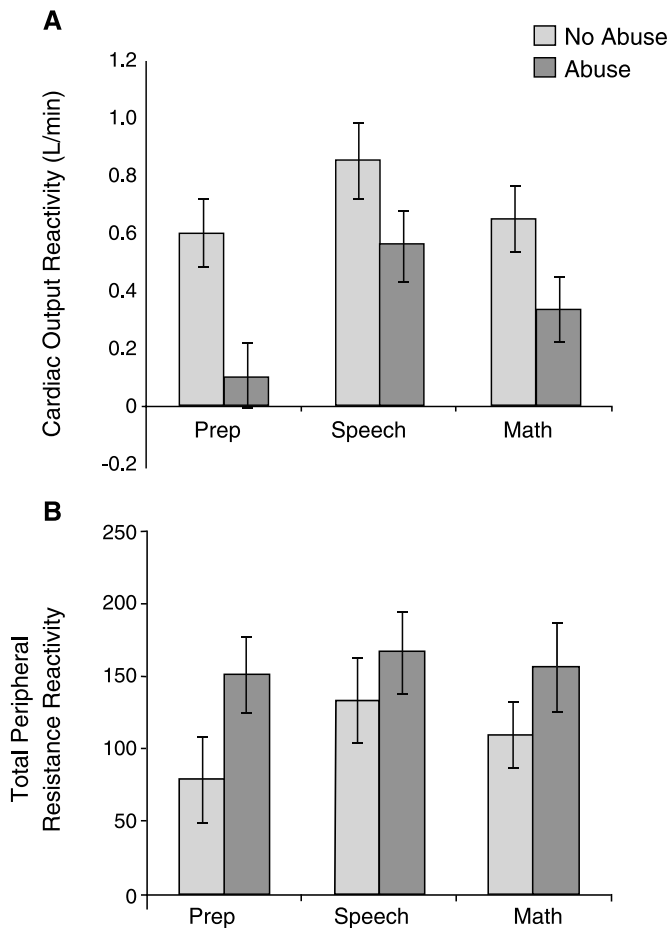 A
No Abuse
Abuse
Cardiac Output Reactivity (L/min)
1.2
1.0
0.8
0.6
0.4
0.2
0
-0.2
Prep Speech Math
B
Total Peripheral
Resistance Reactivity
250
200
150
100
50
0
Prep Speech Math